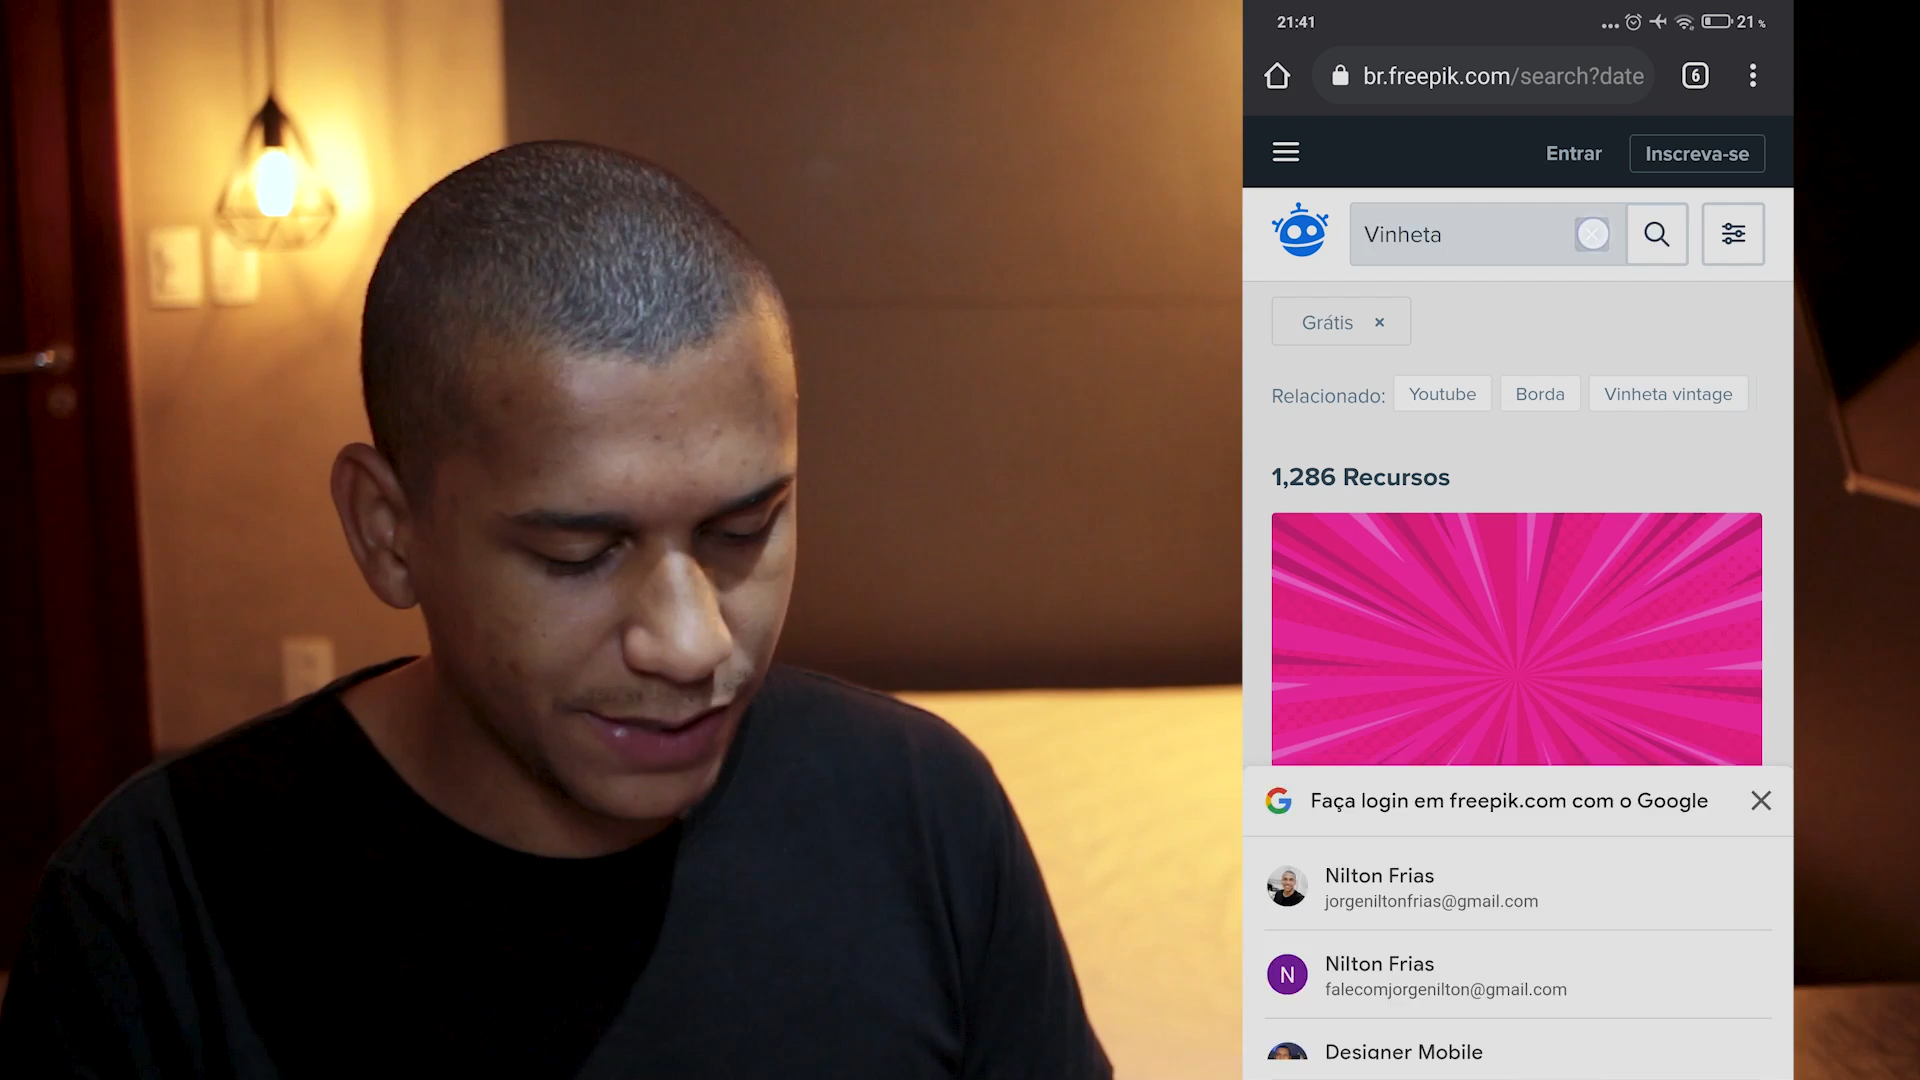 21:41
21 %
br.freepik.com/search?date
6
Entrar
Inscreva-se
Vinheta
Grátis ×
Relacionado: Youtube Borda Vinheta vintage
1,286 Recursos
Faça login em freepik.com com o Google
Nilton Frias
jorgeniltonfrias@gmail.com
N
Nilton Frias
falecomjorgenilton@gmail.com
Designer Mobile